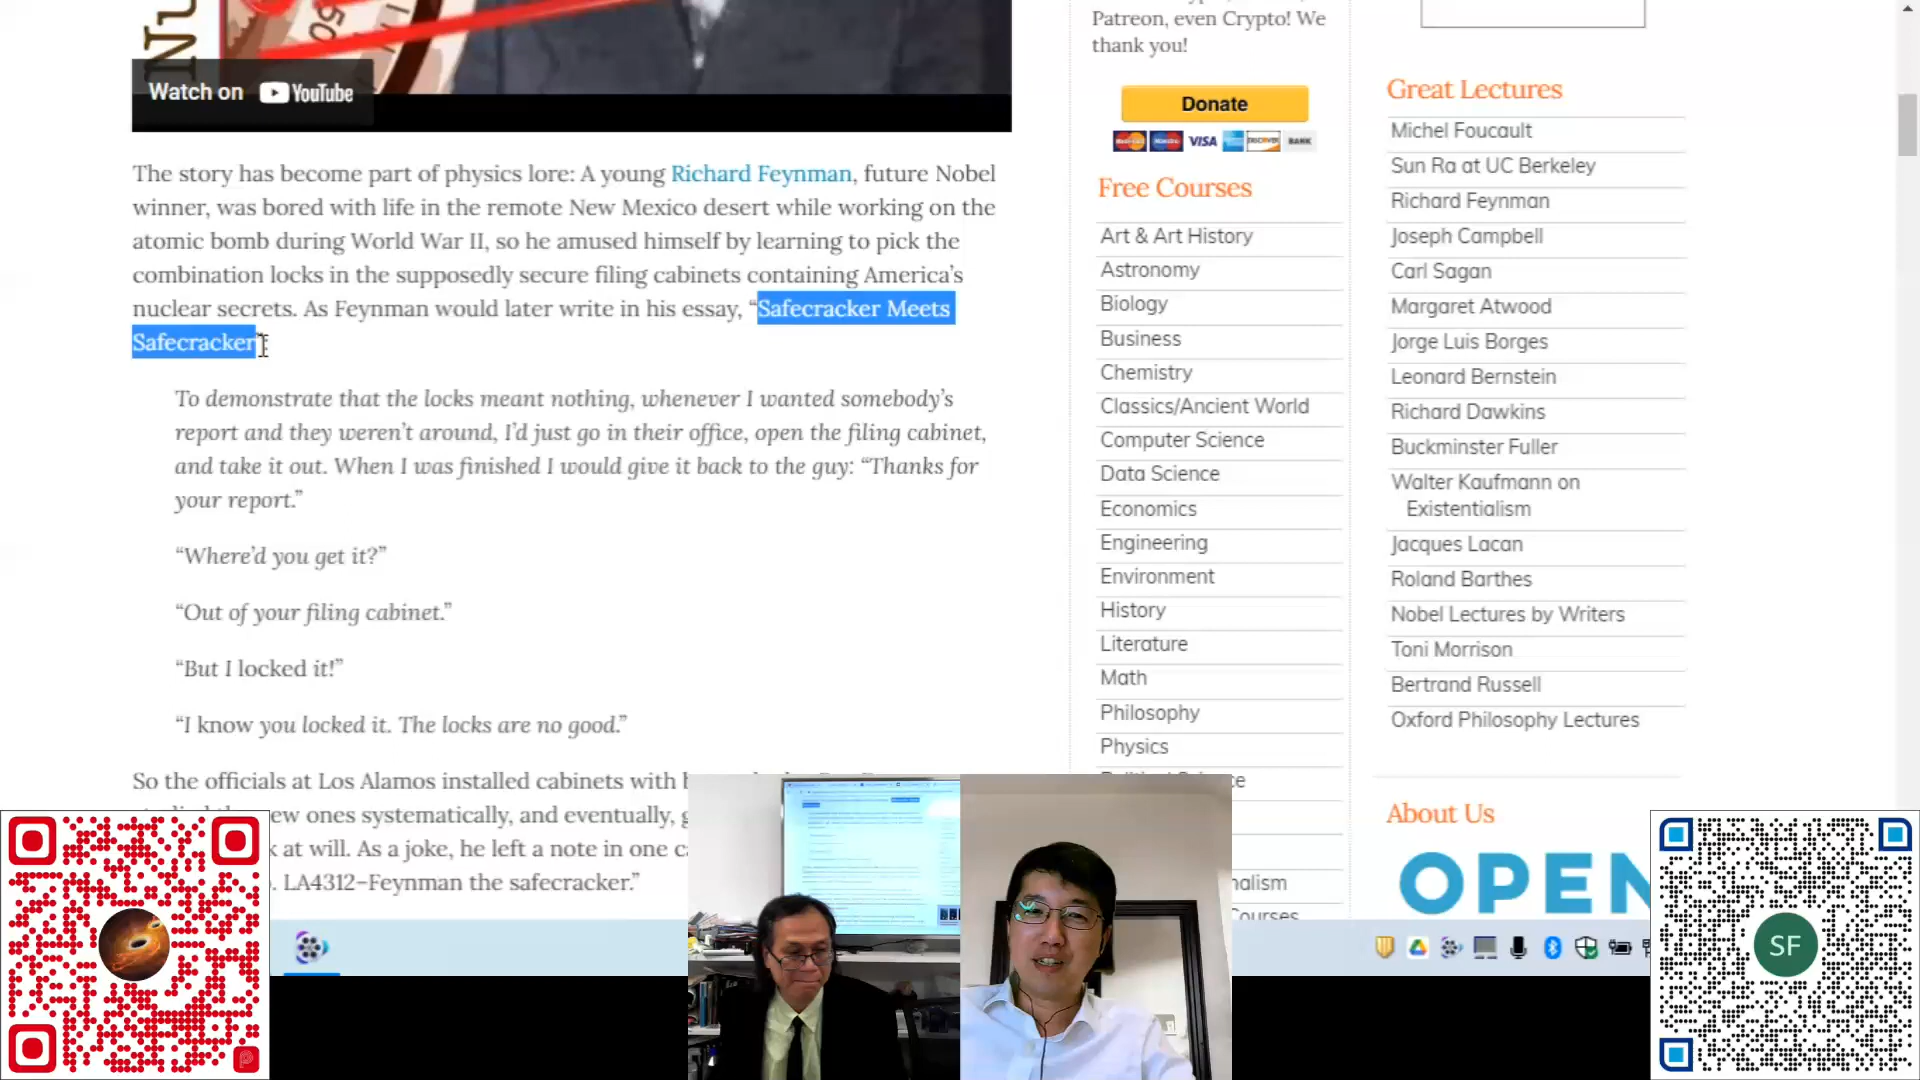 Nu
50
Watch on YouTube
The story has become part of physics lore: A young Richard Feynman, future Nobel
winner, was bored with life in the remote New Mexico desert while working on the
atomic bomb during World War II, so he amused himself by learning to pick the
combination locks in the supposedly secure filing cabinets containing America’s
nuclear secrets. As Feynman would later write in his essay, “Safecracker Meets
Safecracker”:
To demonstrate that the locks meant nothing, whenever I wanted somebody’s
report and they weren’t around, I’d just go in their office, open the filing cabinet,
and take it out. When I was finished I would give it back to the guy: “Thanks for
your report.”
“Where’d you get it?”
“Out of your filing cabinet.”
“But I locked it!”
“I know you locked it. The locks are no good.”
So the officials at Los Alamos installed cabinets with
ew ones systematically, and eventually,
k at will. As a joke, he left a note in one
. LA4312–Feynman the safecracker.”
Patreon, even Crypto! We
thank you!
Donate
VISA
DISCOVER
BANK
Free Courses
Art & Art History
Astronomy
Biology
Business
Chemistry
Classics/Ancient World
Computer Science
Data Science
Economics
Engineering
Environment
History
Literature
Math
Philosophy
Physics
nalism
Courses
Great Lectures
Michel Foucault
Sun Ra at UC Berkeley
Richard Feynman
Joseph Campbell
Carl Sagan
Margaret Atwood
Jorge Luis Borges
Leonard Bernstein
Richard Dawkins
Buckminster Fuller
Walter Kaufmann on
Existentialism
Jacques Lacan
Roland Barthes
Nobel Lectures by Writers
Toni Morrison
Bertrand Russell
Oxford Philosophy Lectures
About Us
OPEN
SF